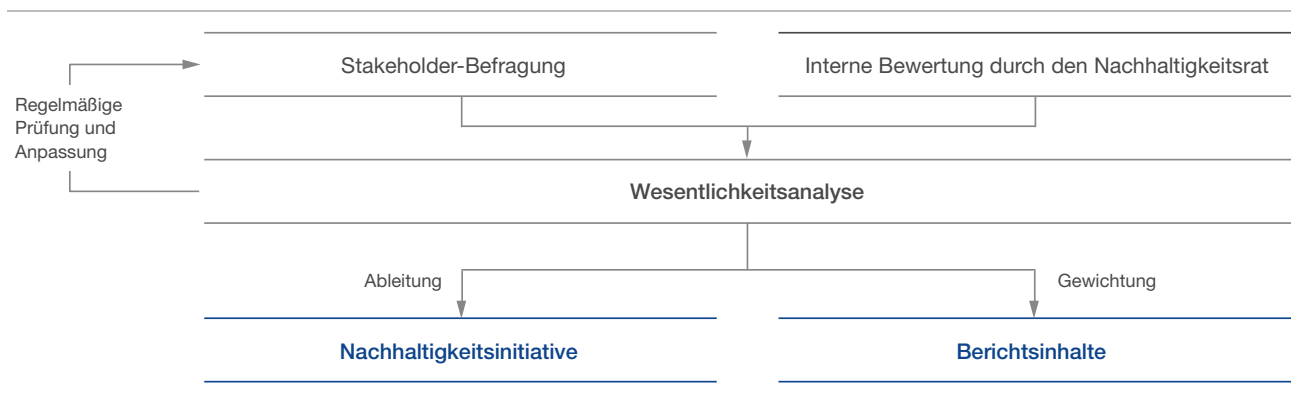 Stakeholder-Befragung
Interne Bewertung durch den Nachhaltigkeitsrat
Regelmäßige
Prüfung und
Anpassung
Wesentlichkeitsanalyse
Ableitung
Gewichtung
Nachhaltigkeitsinitiative
Berichtsinhalte